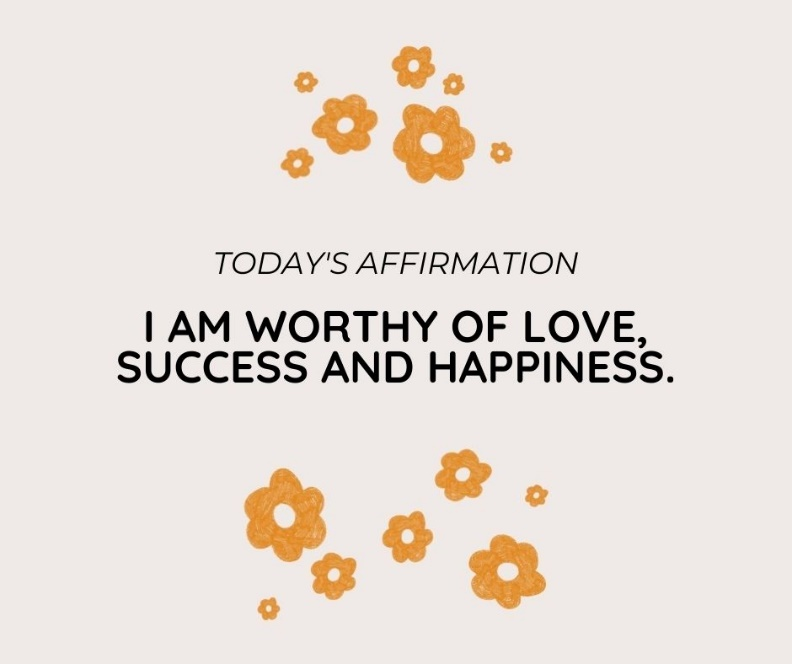 TODAY'S AFFIRMATION
I AM WORTHY OF LOVE,
SUCCESS AND HAPPINESS.